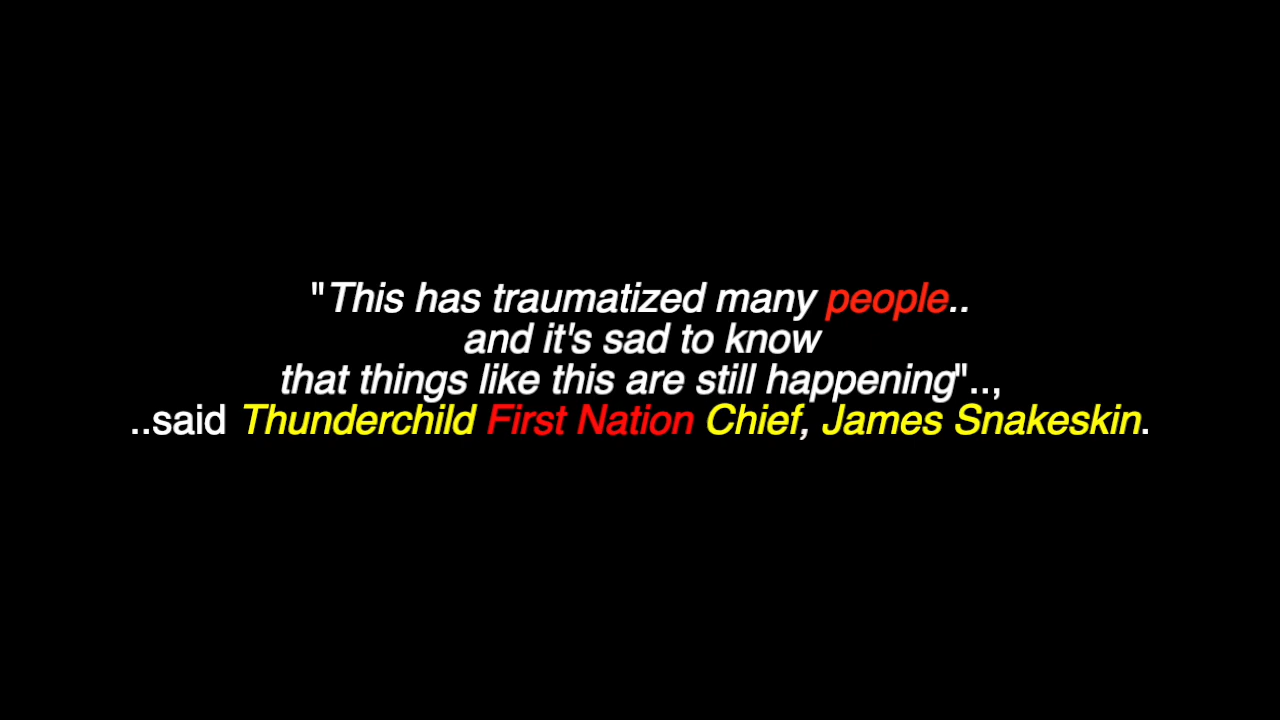 "This has traumatized many people..
and it's sad to know
that things like this are still happening"..,
..said Thunderchild First Nation Chief, James Snakeskin.